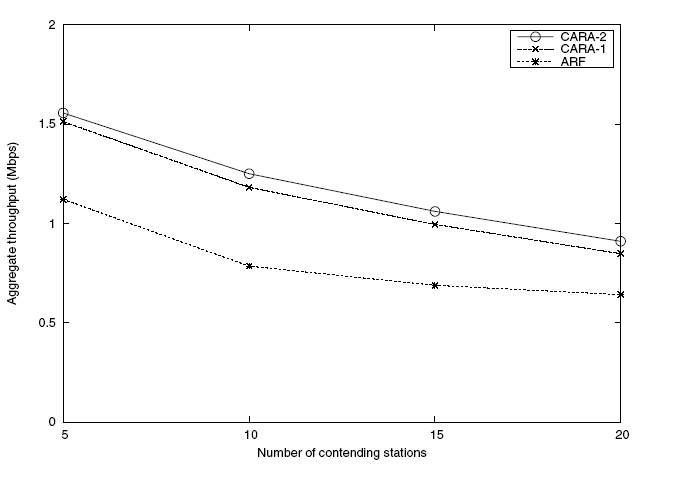 2
CARA-2
CARA-1
ARF
1.5
1
0.5
0
5
10
15
20
Aggregate throughput (Mbps)
Number of contending stations